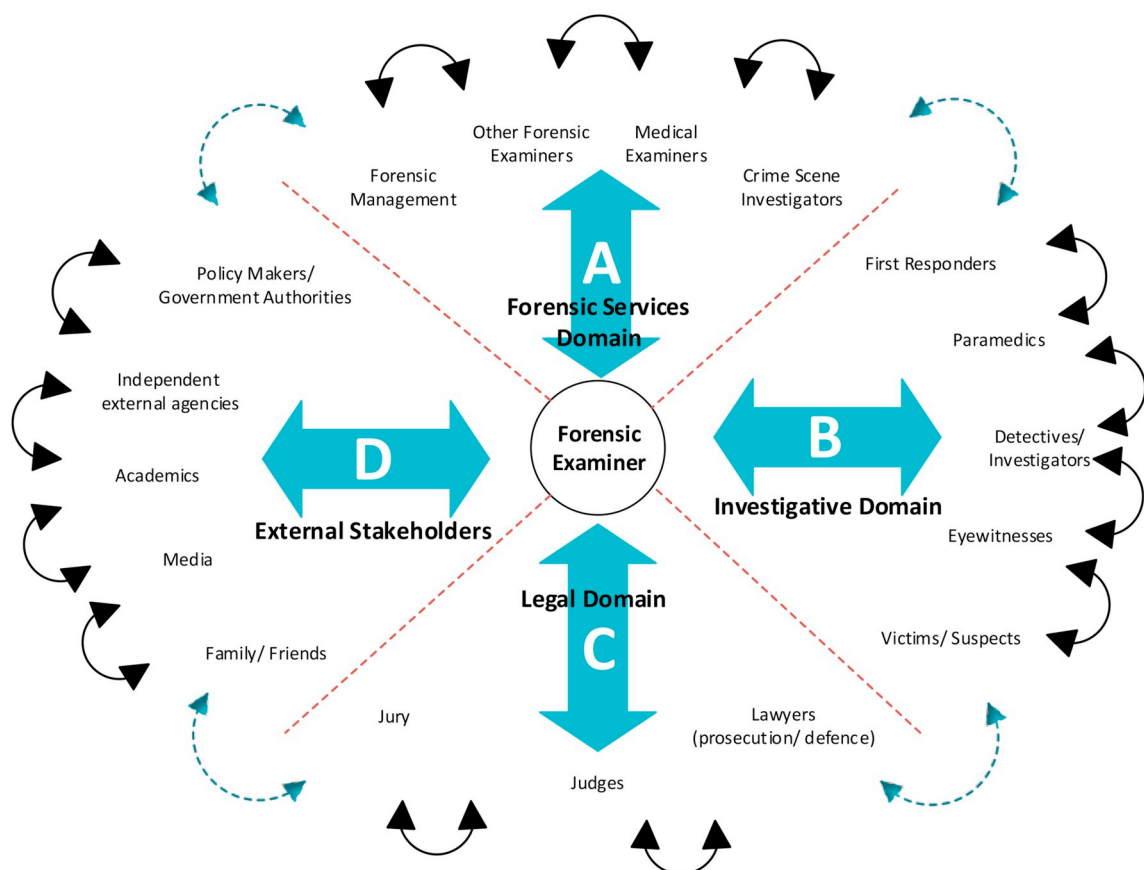 Other Forensic
Examiners
Medical
Examiners
Forensic
Management
Crime Scene
Investigators
A
Forensic Services
Domain
Policy Makers/
Government Authorities
First Responders
Paramedics
Independent
external agencies
D
External Stakeholders
Forensic
Examiner
B
Investigative Domain
Detectives/
Investigators
Academics
Eyewitnesses
Media
Legal Domain
C
Victims/ Suspects
Family/ Friends
Jury
Lawyers
(prosecution/ defence)
Judges